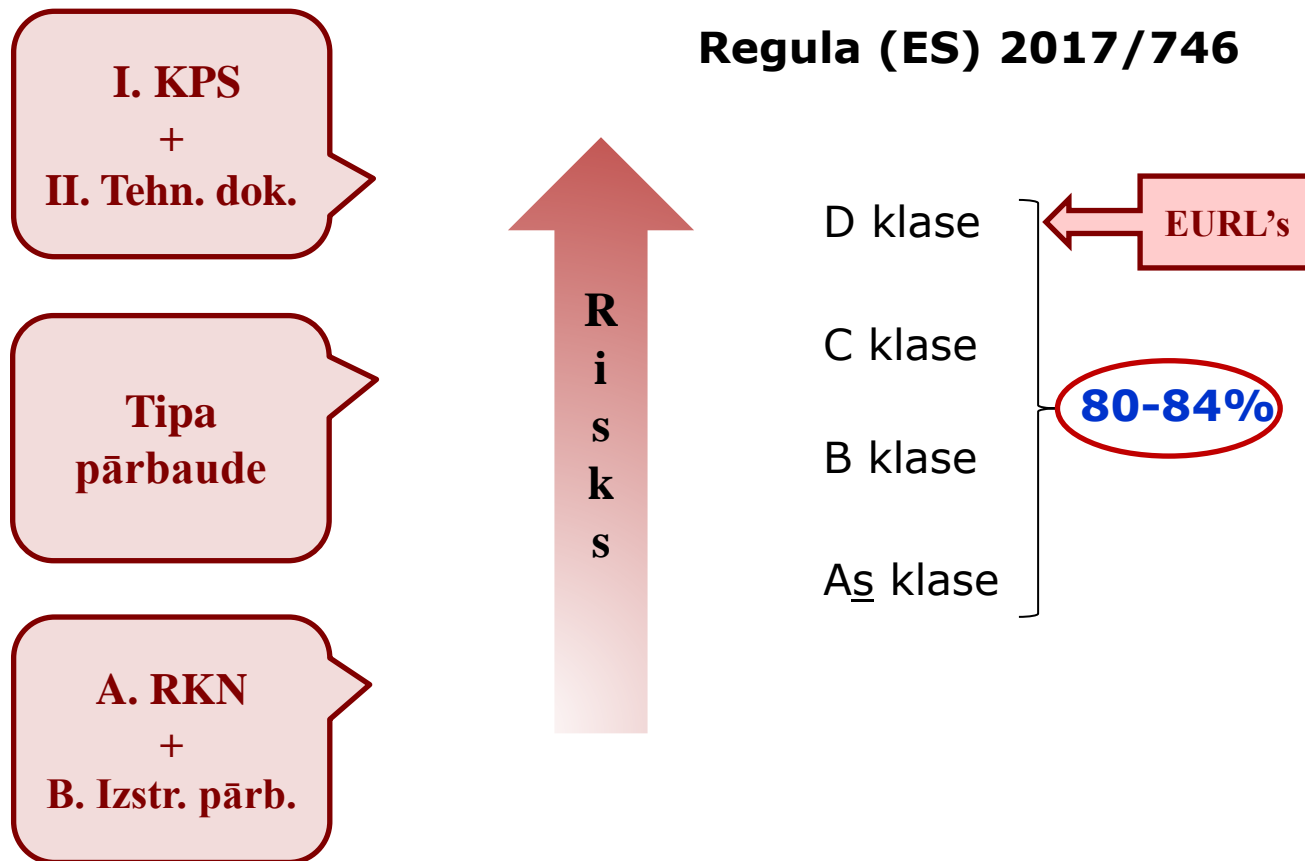 Regula (ES) 2017/746
I. KPS
+
II. Tehn. dok.
Tipa
pārbaude
A. RKN
+
B. Izstr. pārb.
R
i
s
k
s
D klase
C klase
B klase
As klase
EURL’s
80-84%